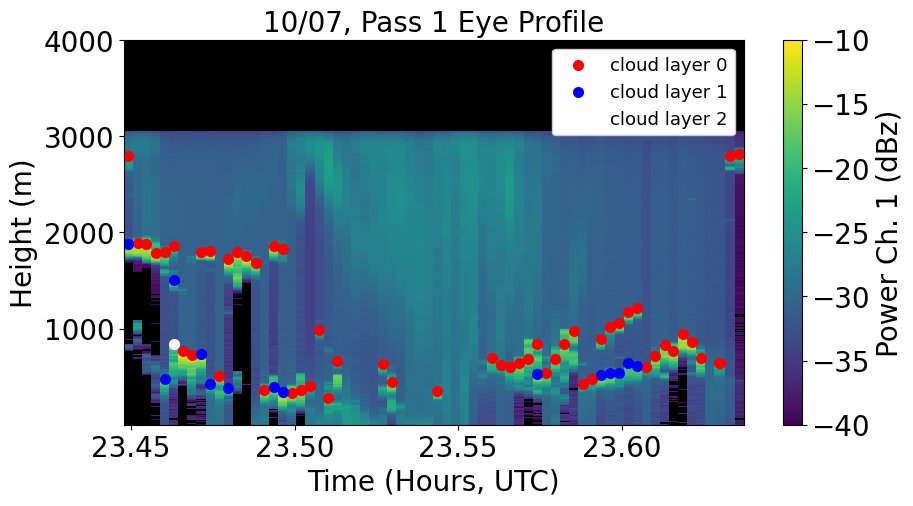 10/07, Pass 1 Eye Profile
4000
3000
2000
1000
Height (m)
23.45
23.50
23.55
23.60
Time (Hours, UTC)
cloud layer 0
cloud layer 1
cloud layer 2
−10
−15
−20
−25
−30
−35
−40
Power Ch. 1 (dBz)